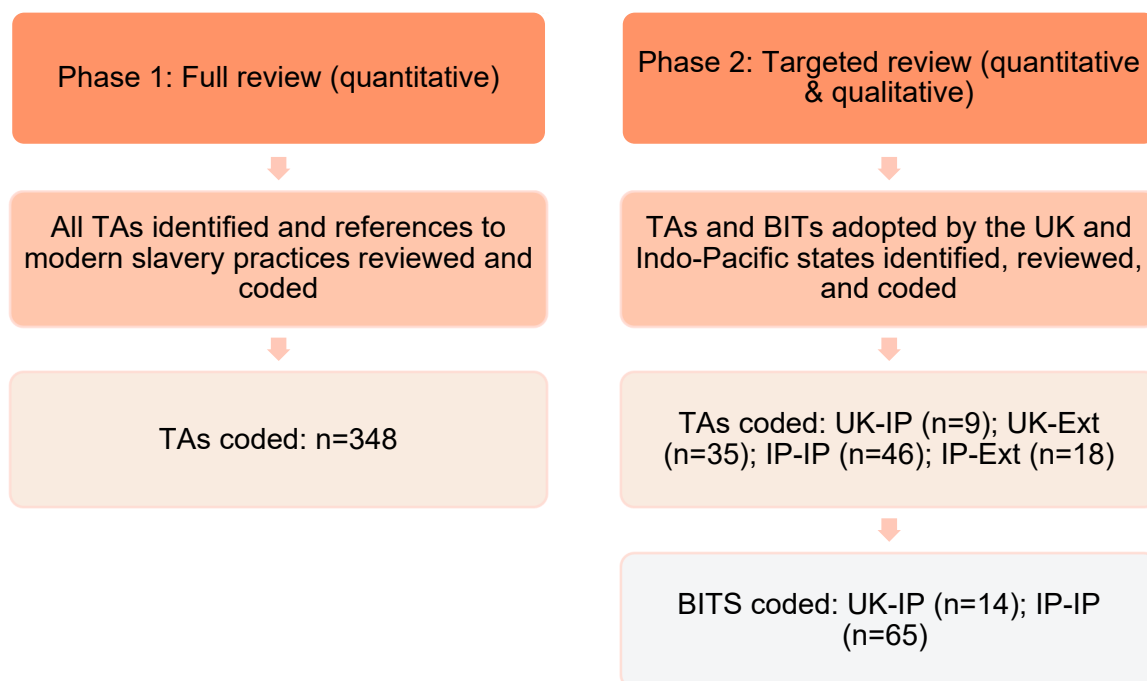 Phase 1: Full review (quantitative)
All TAs identified and references to
modern slavery practices reviewed and
coded
TAs coded: n=348
Phase 2: Targeted review (quantitative
& qualitative)
TAs and BITs adopted by the UK and
Indo-Pacific states identified, reviewed,
and coded
TAs coded: UK-IP (n=9); UK-Ext
(n=35); IP-IP (n=46); IP-Ext (n=18)
BITS coded: UK-IP (n=14); IP-IP
(n=65)